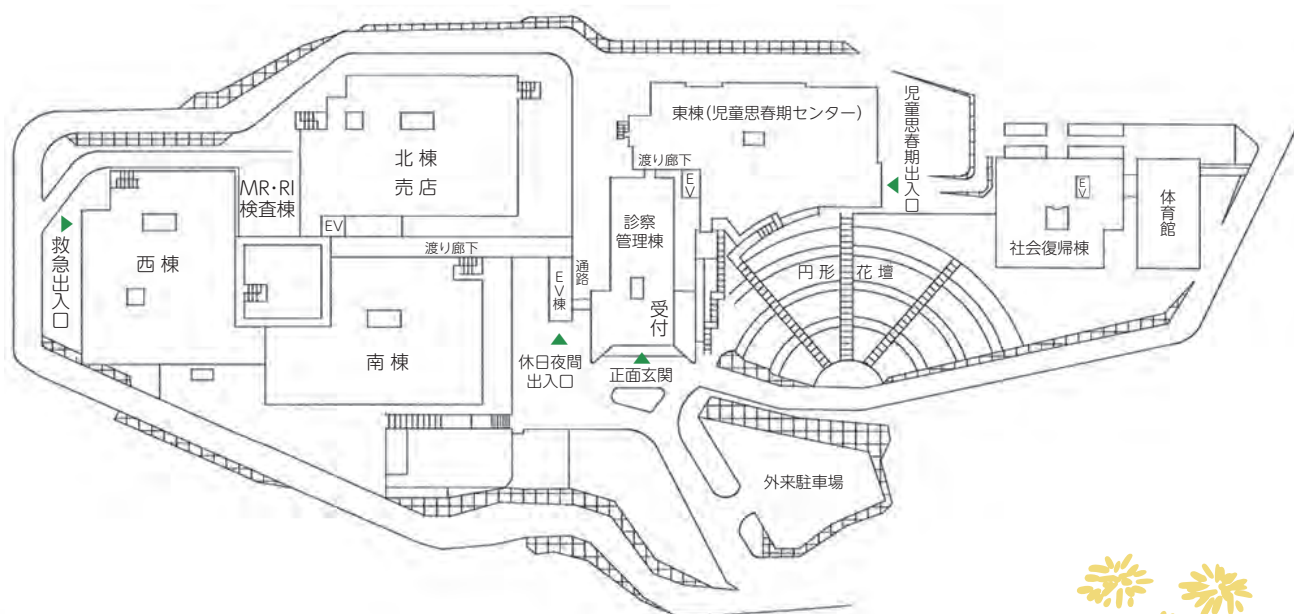 北棟
売店
MR・RI
検査棟
EV
西棟
救急出入口
渡り廊下
南棟
EV棟
通路
休日夜間
出入口
東棟(児童思春期センター)
渡り廊下
EV
診察
管理棟
受付
正面玄関
児童思春期出入口
円形花壇
社会復帰棟
EV
体育館
外来駐車場